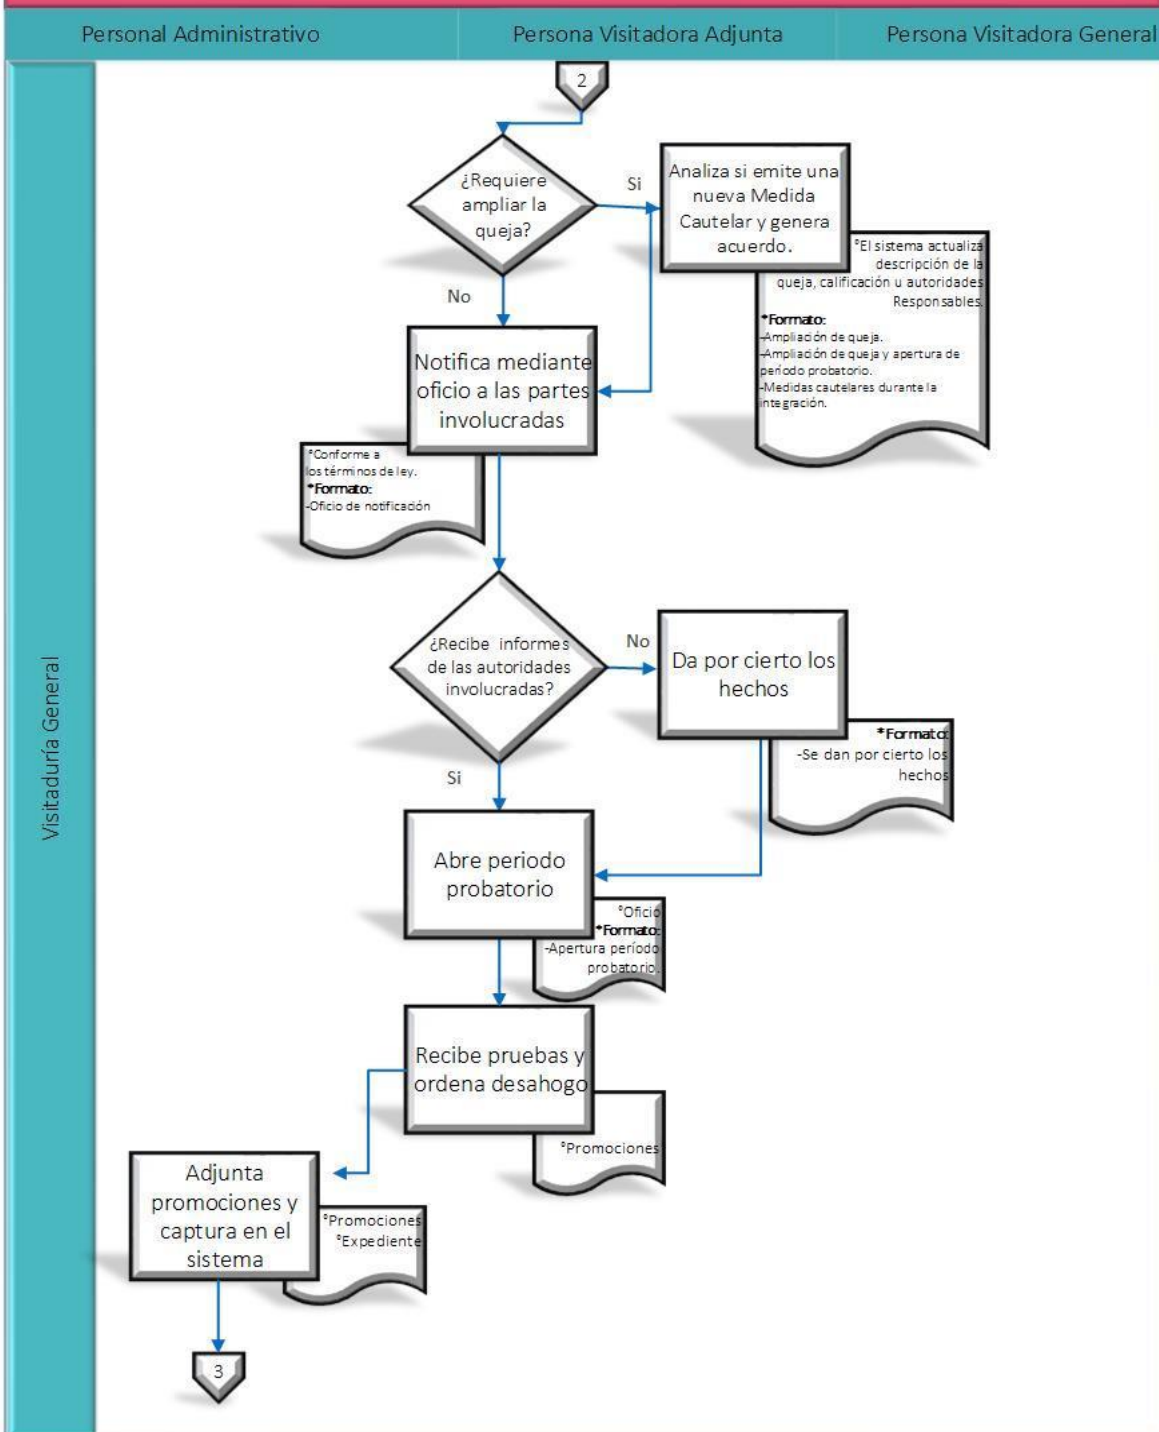 Personal Administrativo
Persona Visitadora Adjunta
Persona Visitadora General
Visitaduría General
2
¿Requiere
ampliar la
queja?
Si
No
Analiza si emite una
nueva Medida
Cautelar y genera
acuerdo.
°El sistema actualiza
descripción de la
queja, calificación u autoridades
Responsables.
*Formato:
-Ampliación de queja.
-Ampliación de queja y apertura de
período probatorio.
-Medidas cautelares durante la
integración.
Notifica mediante
oficio a las partes
involucradas
°Conforme a
los términos de ley.
*Formato:
-Oficio de notificación
¿Recibe informes
de las autoridades
involucradas?
No
Si
Da por cierto los
hechos
*Formato:
-Se dan por cierto los
hechos
Abre periodo
probatorio
°Oficio
*Formato:
-Apertura período
probatorio.
Recibe pruebas y
ordena desahogo
°Promociones
Adjunta
promociones y
captura en el
sistema
°Promociones
°Expediente
3